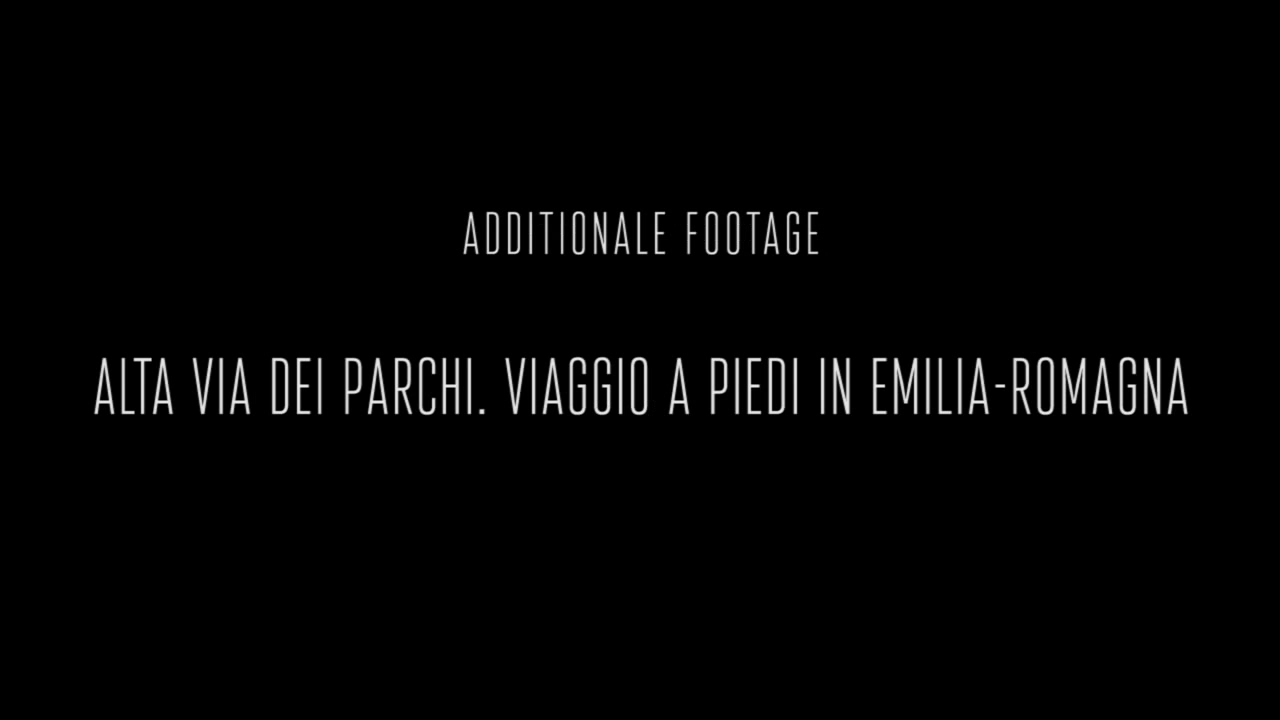 ADDITIONALE FOOTAGE
ALTA VIA DEI PARCHI. VIAGGIO A PIEDI IN EMILIA-ROMAGNA